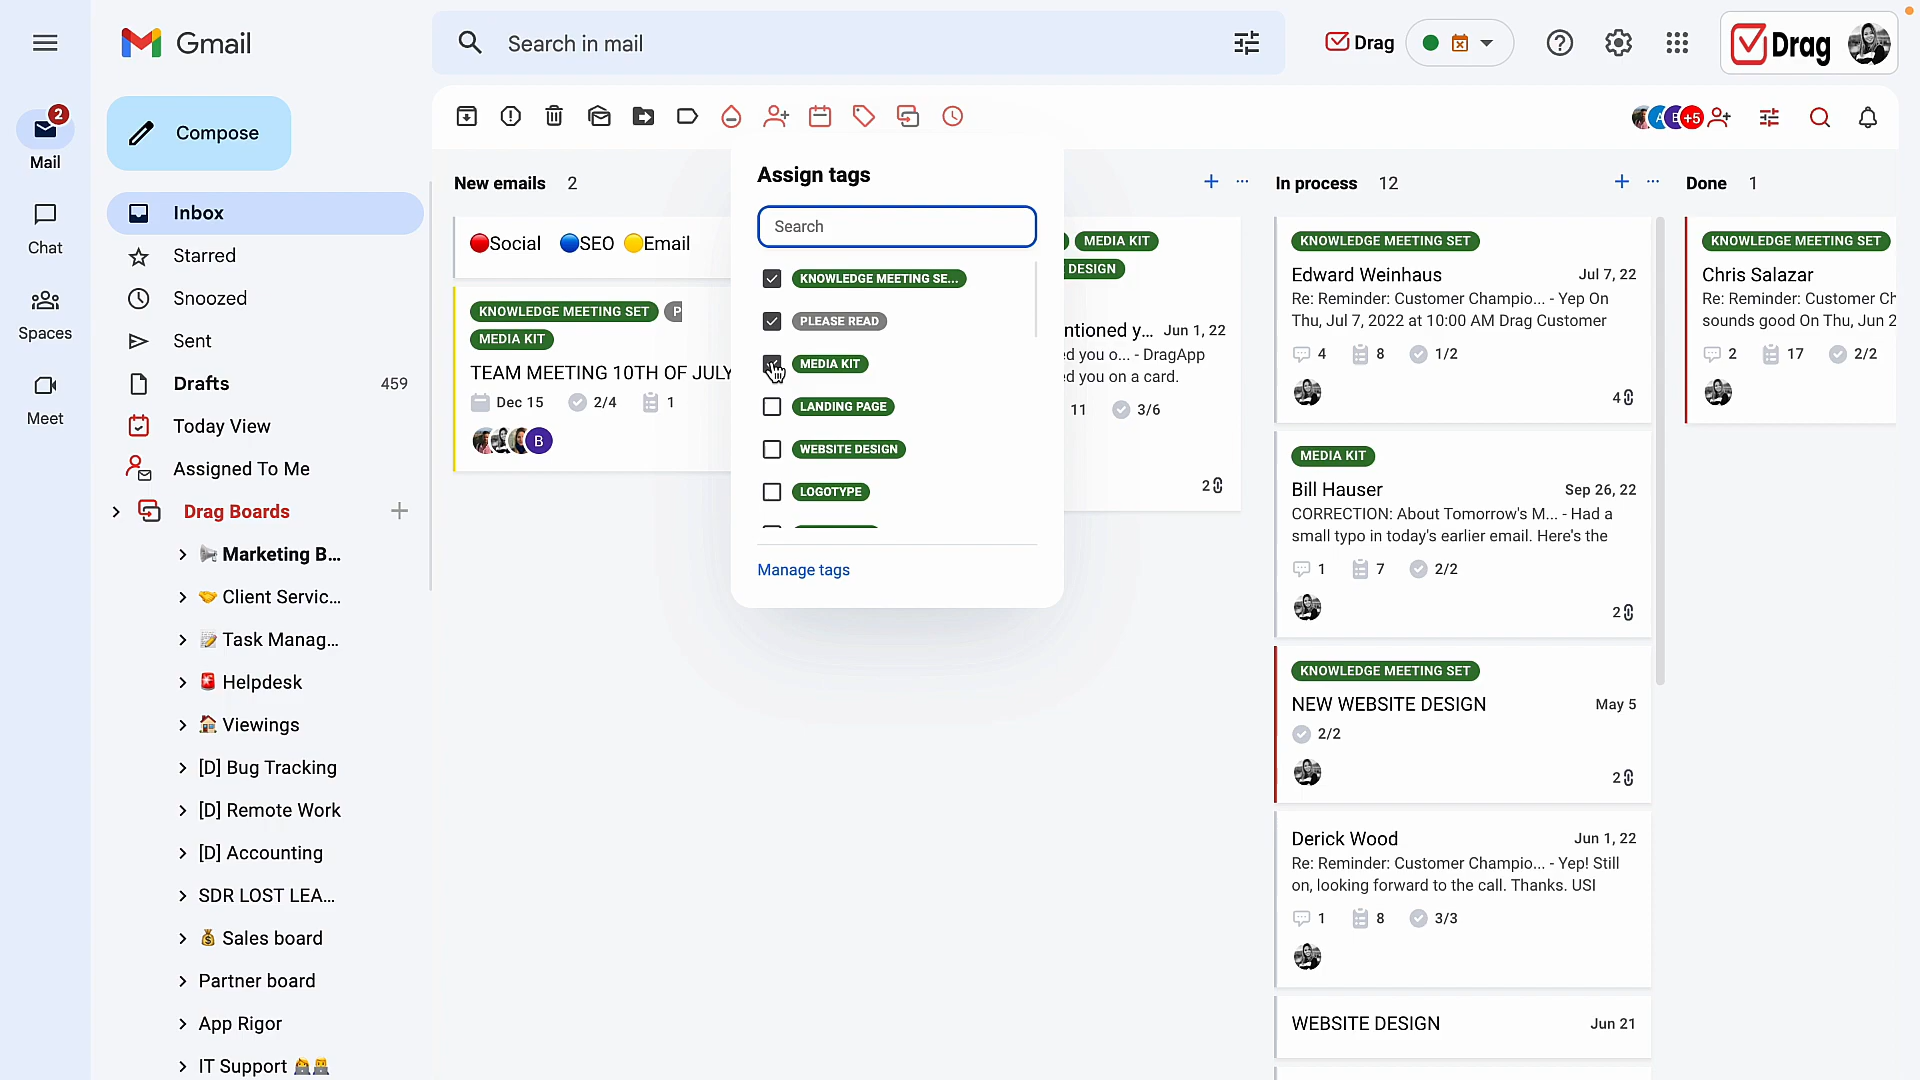 Gmail
Search in mail
Drag
Drag
2
Mail
Chat
Spaces
Meet
Compose
Inbox
Starred
Snoozed
Sent
Drafts 459
Today View
Assigned To Me
Drag Boards
Marketing B...
Client Servic...
Task Manag...
Helpdesk
Viewings
[D] Bug Tracking
[D] Remote Work
[D] Accounting
SDR LOST LEA...
Sales board
Partner board
App Rigor
IT Support
+5
New emails 2
Social SEO Email
KNOWLEDGE MEETING SET P
MEDIA KIT
TEAM MEETING 10TH OF JULY
Dec 15 2/4 1
B
Assign tags
Search
KNOWLEDGE MEETING SE...
PLEASE READ
MEDIA KIT
LANDING PAGE
WEBSITE DESIGN
LOGOTYPE
Manage tags
MEDIA KIT
DESIGN
ntioned y... Jun 1, 22
ed you o... - DragApp
ed you on a card.
11 3/6
2
In process 12
KNOWLEDGE MEETING SET
Edward Weinhaus Jul 7, 22
Re: Reminder: Customer Champio... - Yep On
Thu, Jul 7, 2022 at 10:00 AM Drag Customer
4 8 1/2
4
MEDIA KIT
Bill Hauser Sep 26, 22
CORRECTION: About Tomorrow's M... - Had a
small typo in today's earlier email. Here's the
1 7 2/2
2
KNOWLEDGE MEETING SET
NEW WEBSITE DESIGN May 5
2/2
2
Derick Wood Jun 1, 22
Re: Reminder: Customer Champio... - Yep! Still
on, looking forward to the call. Thanks. USI
1 8 3/3
WEBSITE DESIGN Jun 21
Done 1
KNOWLEDGE MEETING SET
Chris Salazar
Re: Reminder: Customer Ch
sounds good On Thu, Jun 2
2 17 2/2